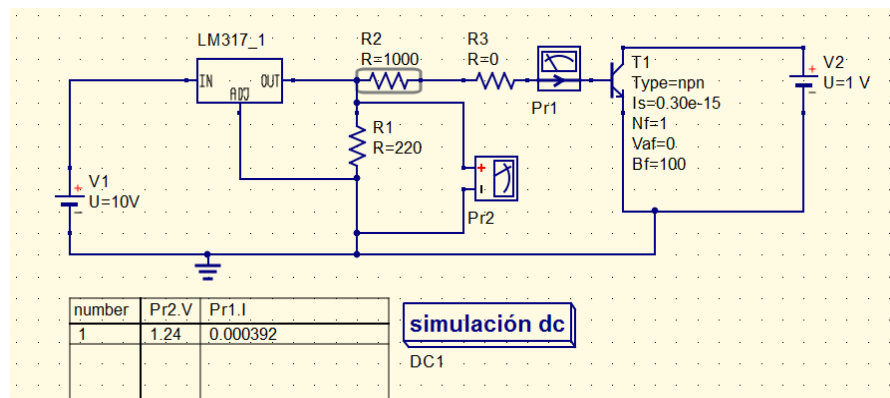 LM317_1
IN
OUT
ADJ
R2
R=1000
R3
R=0
Pr1
T1
Type=npn
Is=0.30e-15
Nf=1
Vaf=0
Bf=100
V2
U=1 V
R1
R=220
Pr2
V1
U=10V
number Pr2.V Pr1.I
1 1.24 0.000392
simulación dc
DC1